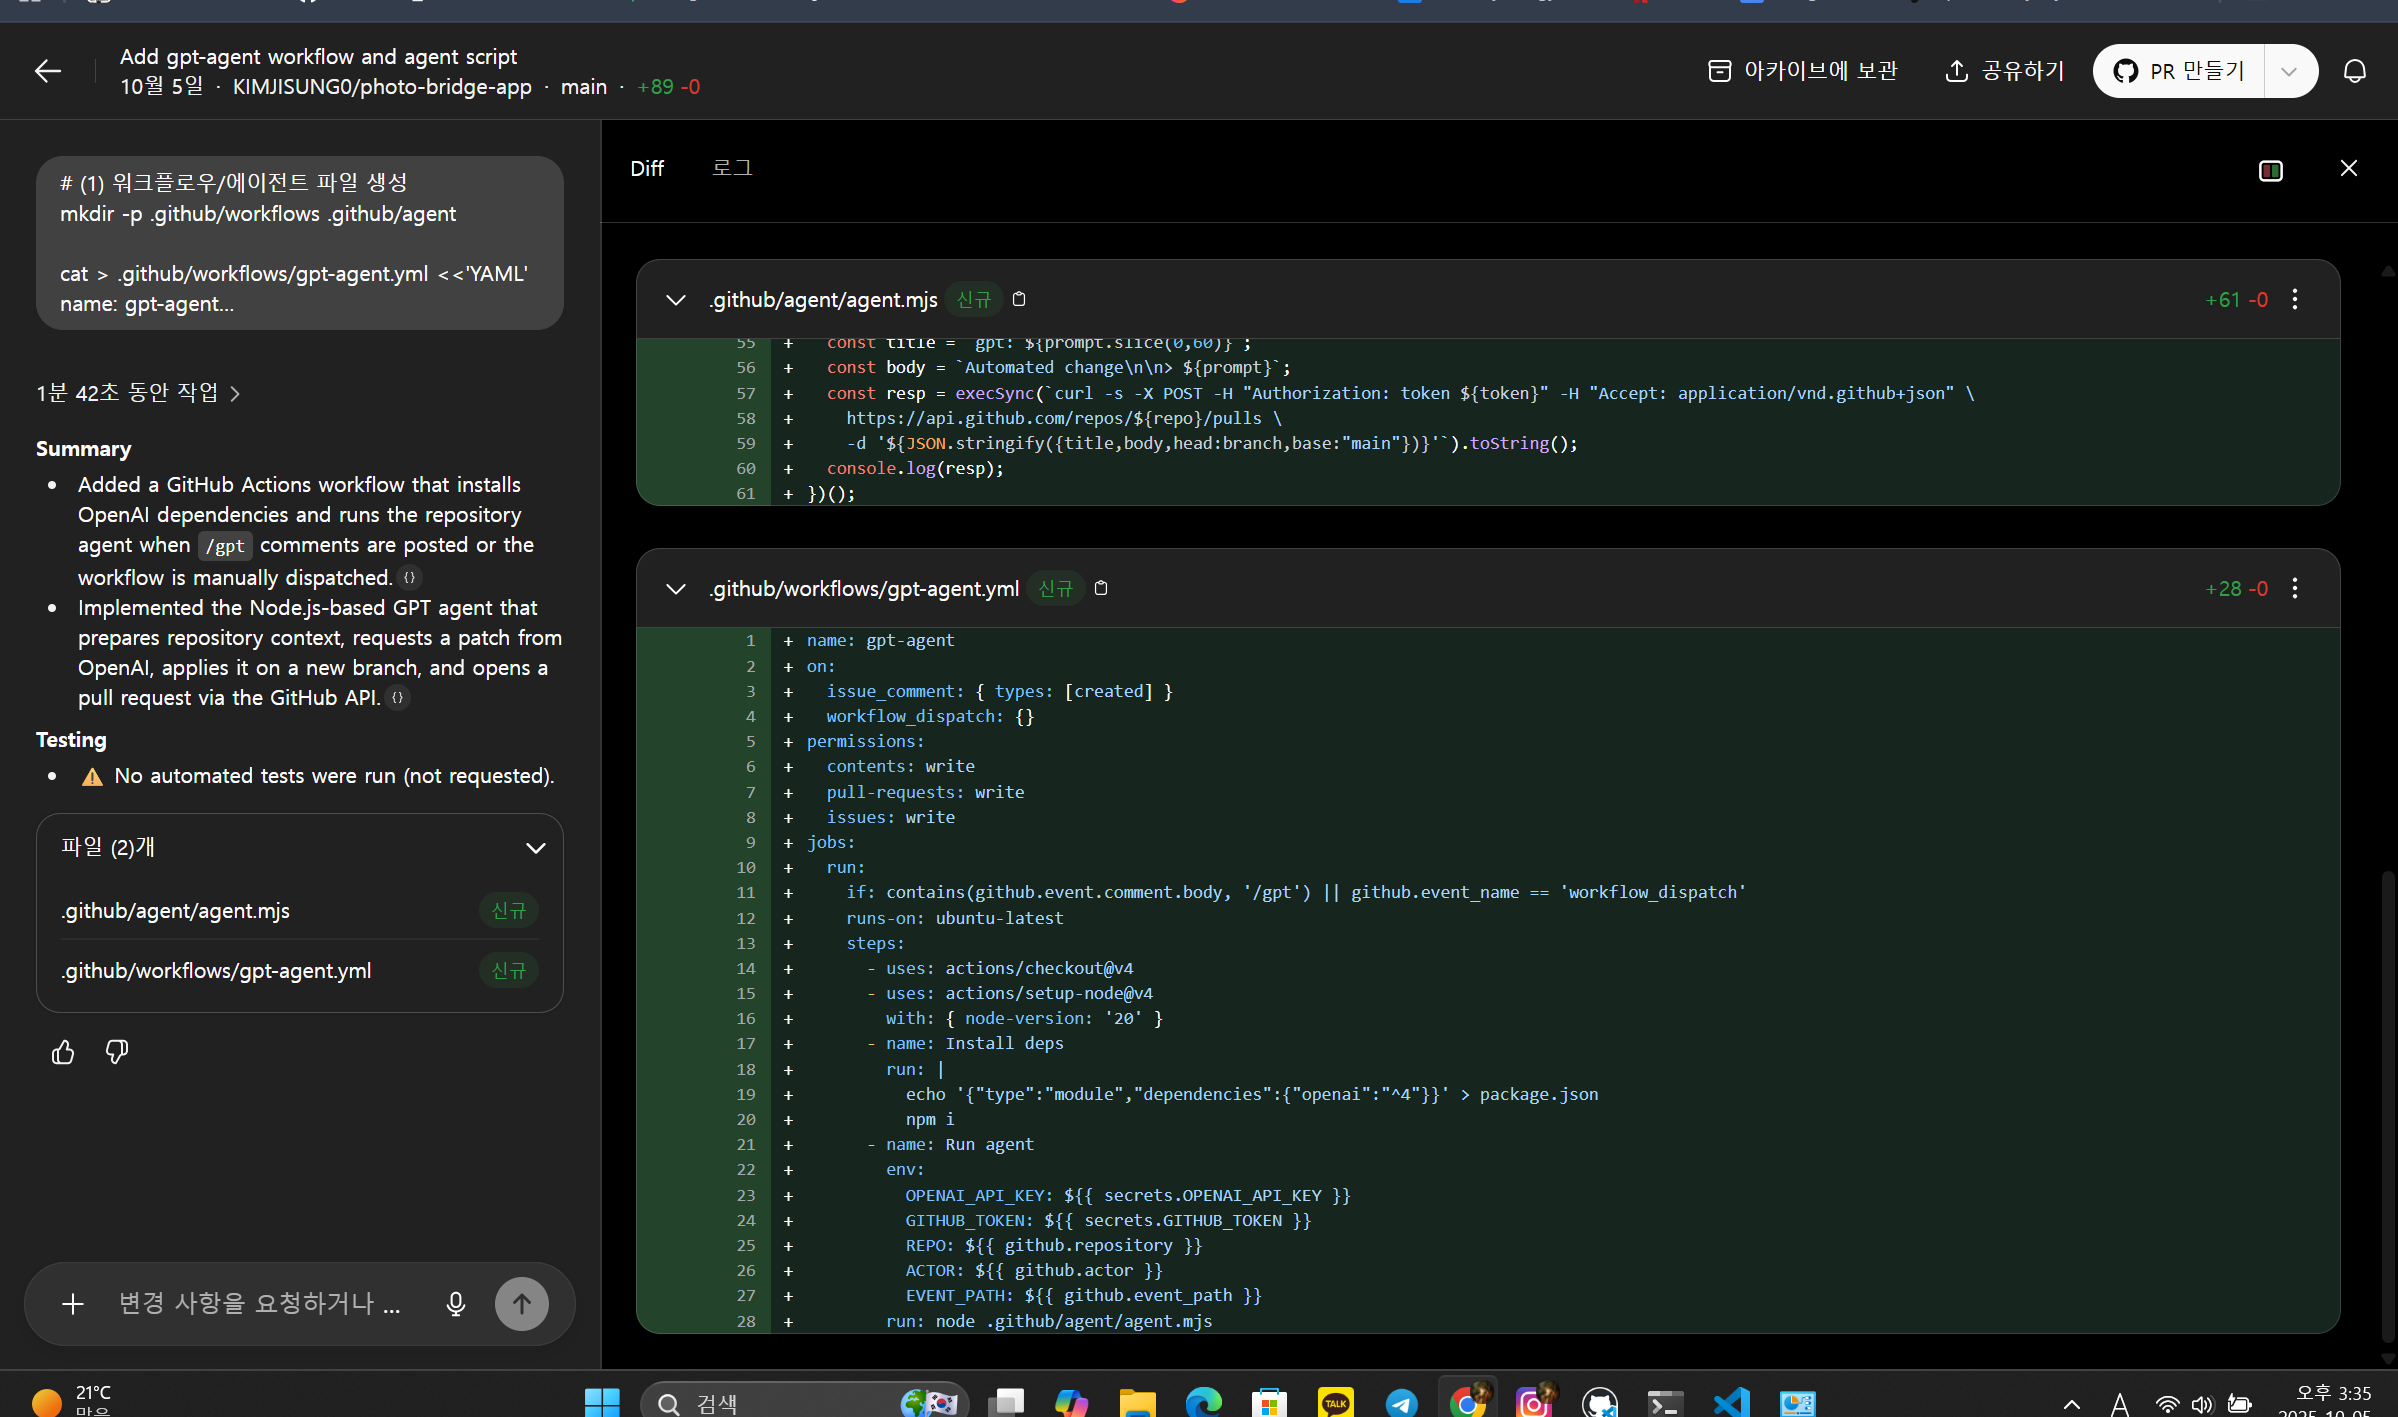 Add gpt-agent workflow and agent script
10월 5일 · KIMJISUNG0/photo-bridge-app · main · +89 -0
아카이브에 보관
공유하기
PR 만들기
# (1) 워크플로우/에이전트 파일 생성
mkdir -p .github/workflows .github/agent
cat > .github/workflows/gpt-agent.yml <<'YAML'
name: gpt-agent...
1분 42초 동안 작업
Summary
Added a GitHub Actions workflow that installs
OpenAI dependencies and runs the repository
agent when /gpt comments are posted or the
workflow is manually dispatched. {}
Implemented the Node.js-based GPT agent that
prepares repository context, requests a patch from
OpenAI, applies it on a new branch, and opens a
pull request via the GitHub API. {}
Testing
⚠ No automated tests were run (not requested).
파일 (2)개
.github/agent/agent.mjs 신규
.github/workflows/gpt-agent.yml 신규
변경 사항을 요청하거나 ...
Diff 로그
.github/agent/agent.mjs 신규 +61 -0
55 + const title = `gpt: ${prompt.slice(0,60)}`;
56 + const body = `Automated change\n\n> ${prompt}`;
57 + const resp = execSync(`curl -s -X POST -H "Authorization: token ${token}" -H "Accept: application/vnd.github+json" \
58 + https://api.github.com/repos/${repo}/pulls \
59 + -d '${JSON.stringify({title,body,head:branch,base:"main"})}'`).toString();
60 + console.log(resp);
61 + })();
.github/workflows/gpt-agent.yml 신규 +28 -0
1 + name: gpt-agent
2 + on:
3 + issue_comment: { types: [created] }
4 + workflow_dispatch: {}
5 + permissions:
6 + contents: write
7 + pull-requests: write
8 + issues: write
9 + jobs:
10 + run:
11 + if: contains(github.event.comment.body, '/gpt') || github.event_name == 'workflow_dispatch'
12 + runs-on: ubuntu-latest
13 + steps:
14 + - uses: actions/checkout@v4
15 + - uses: actions/setup-node@v4
16 + with: { node-version: '20' }
17 + - name: Install deps
18 + run: |
19 + echo '{"type":"module","dependencies":{"openai":"^4"}}' > package.json
20 + npm i
21 + - name: Run agent
22 + env:
23 + OPENAI_API_KEY: ${{ secrets.OPENAI_API_KEY }}
24 + GITHUB_TOKEN: ${{ secrets.GITHUB_TOKEN }}
25 + REPO: ${{ github.repository }}
26 + ACTOR: ${{ github.actor }}
27 + EVENT_PATH: ${{ github.event_path }}
28 + run: node .github/agent/agent.mjs
21°C
맑음
검색
TALK
A
오후 3:35
2025-10-05